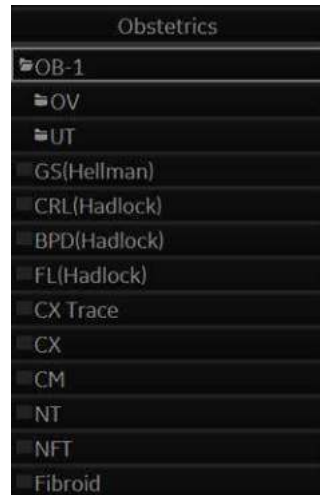 Obstetrics
OB-1
OV
UT
GS(Hellman)
CRL(Hadlock)
BPD(Hadlock)
FL(Hadlock)
CX Trace
CX
CM
NT
NFT
Fibroid